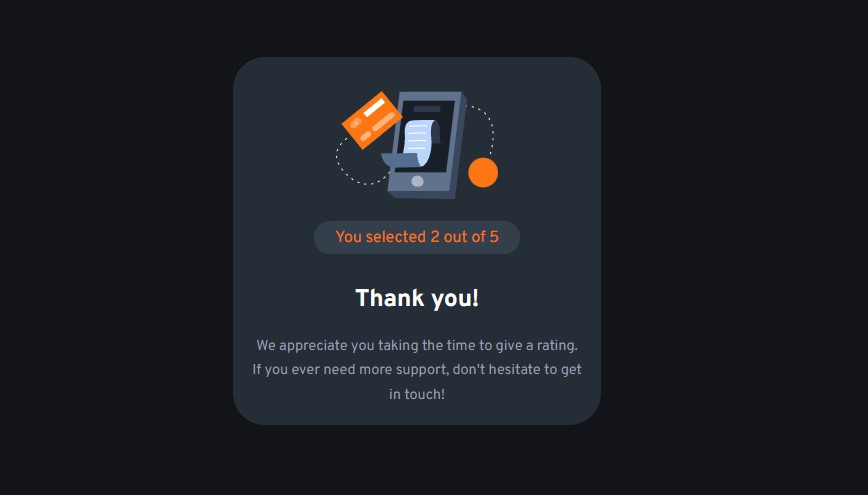 You selected 2 out of 5
Thank you!
We appreciate you taking the time to give a rating.
If you ever need more support, don't hesitate to get
in touch!